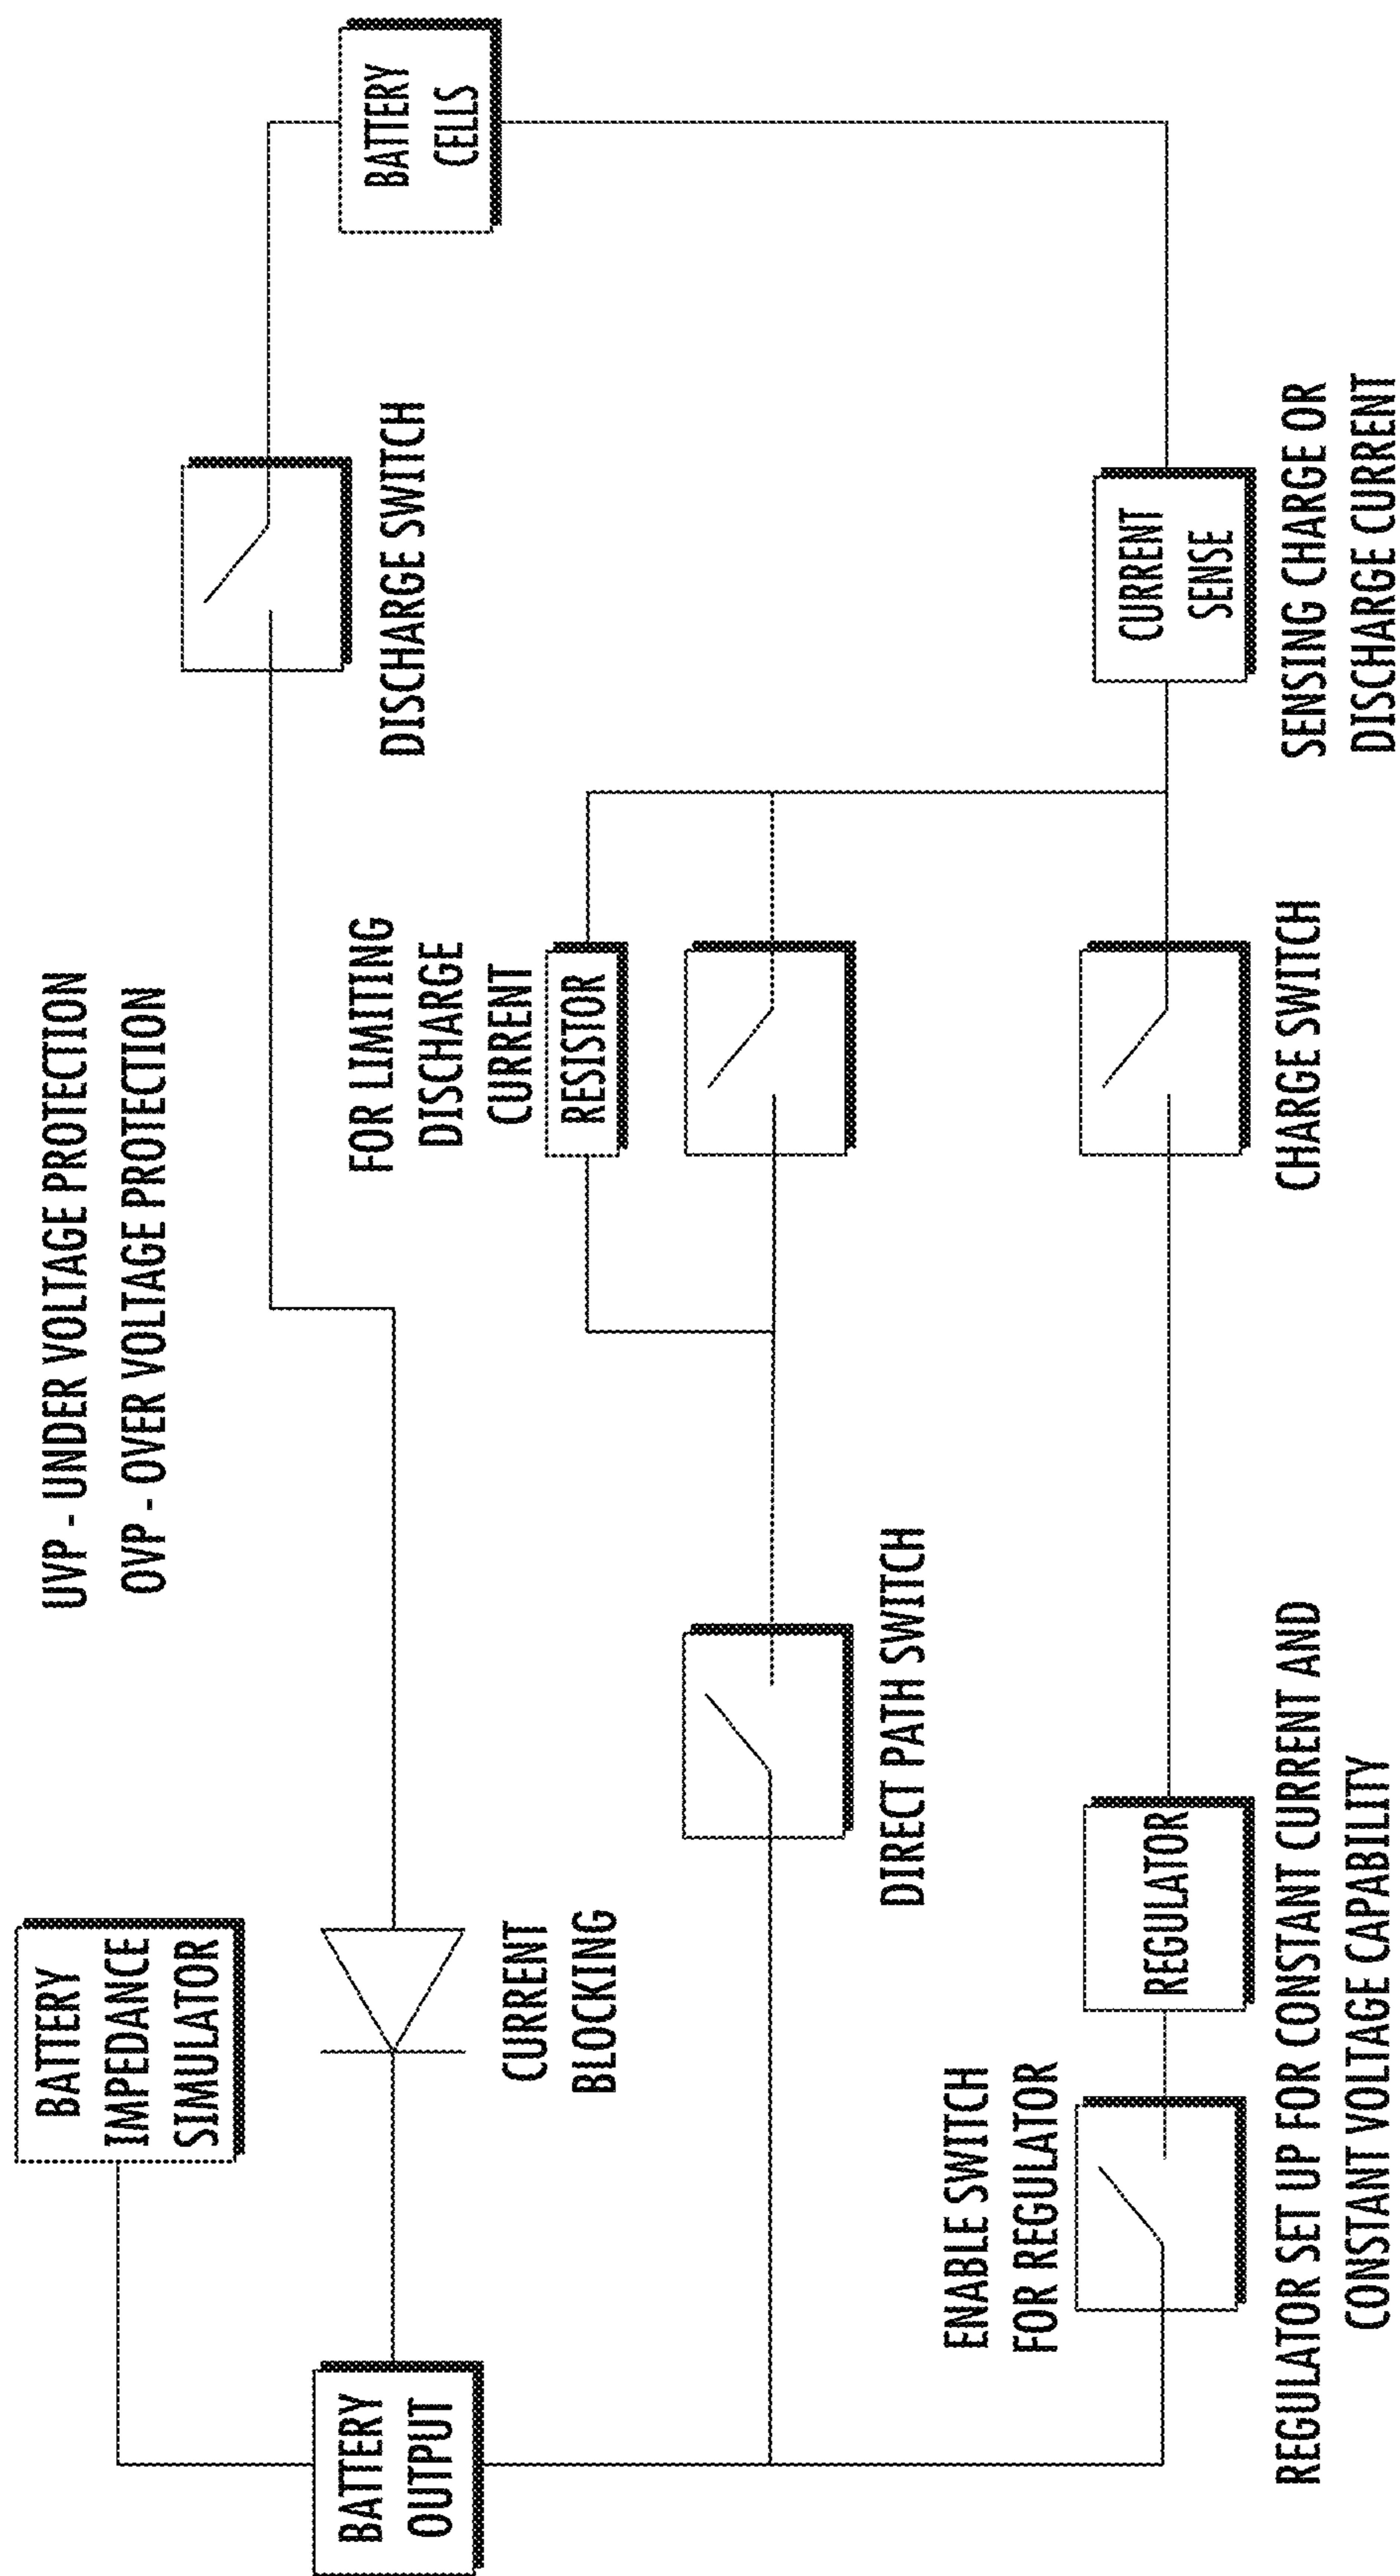 UVP - UNDER VOLTAGE PROTECTION
OVP - OVER VOLTAGE PROTECTION
BATTERY
IMPEDANCE
SIMULATOR
BATTERY
OUTPUT
CURRENT
BLOCKING
DISCHARGE SWITCH
BATTERY
CELLS
FOR LIMITING
DISCHARGE
CURRENT
RESISTOR
DIRECT PATH SWITCH
ENABLE SWITCH
FOR REGULATOR
REGULATOR
REGULATOR SET UP FOR CONSTANT CURRENT AND
CONSTANT VOLTAGE CAPABILITY
CHARGE SWITCH
CURRENT
SENSE
SENSING CHARGE OR
DISCHARGE CURRENT